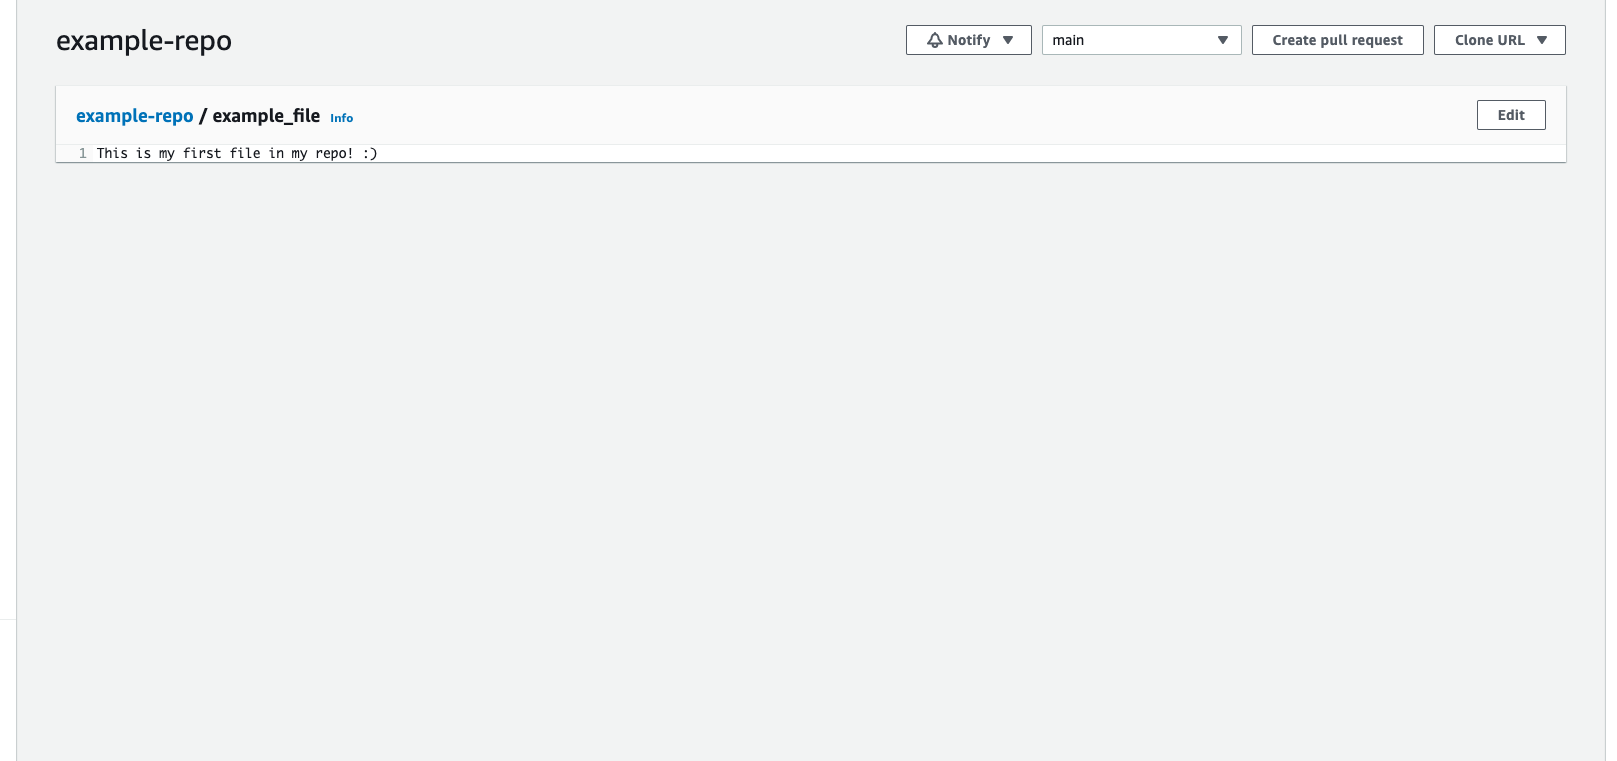 example-repo
Notify
main
Create pull request
Clone URL
example-repo / example_file Info
Edit
1 This is my first file in my repo! :)